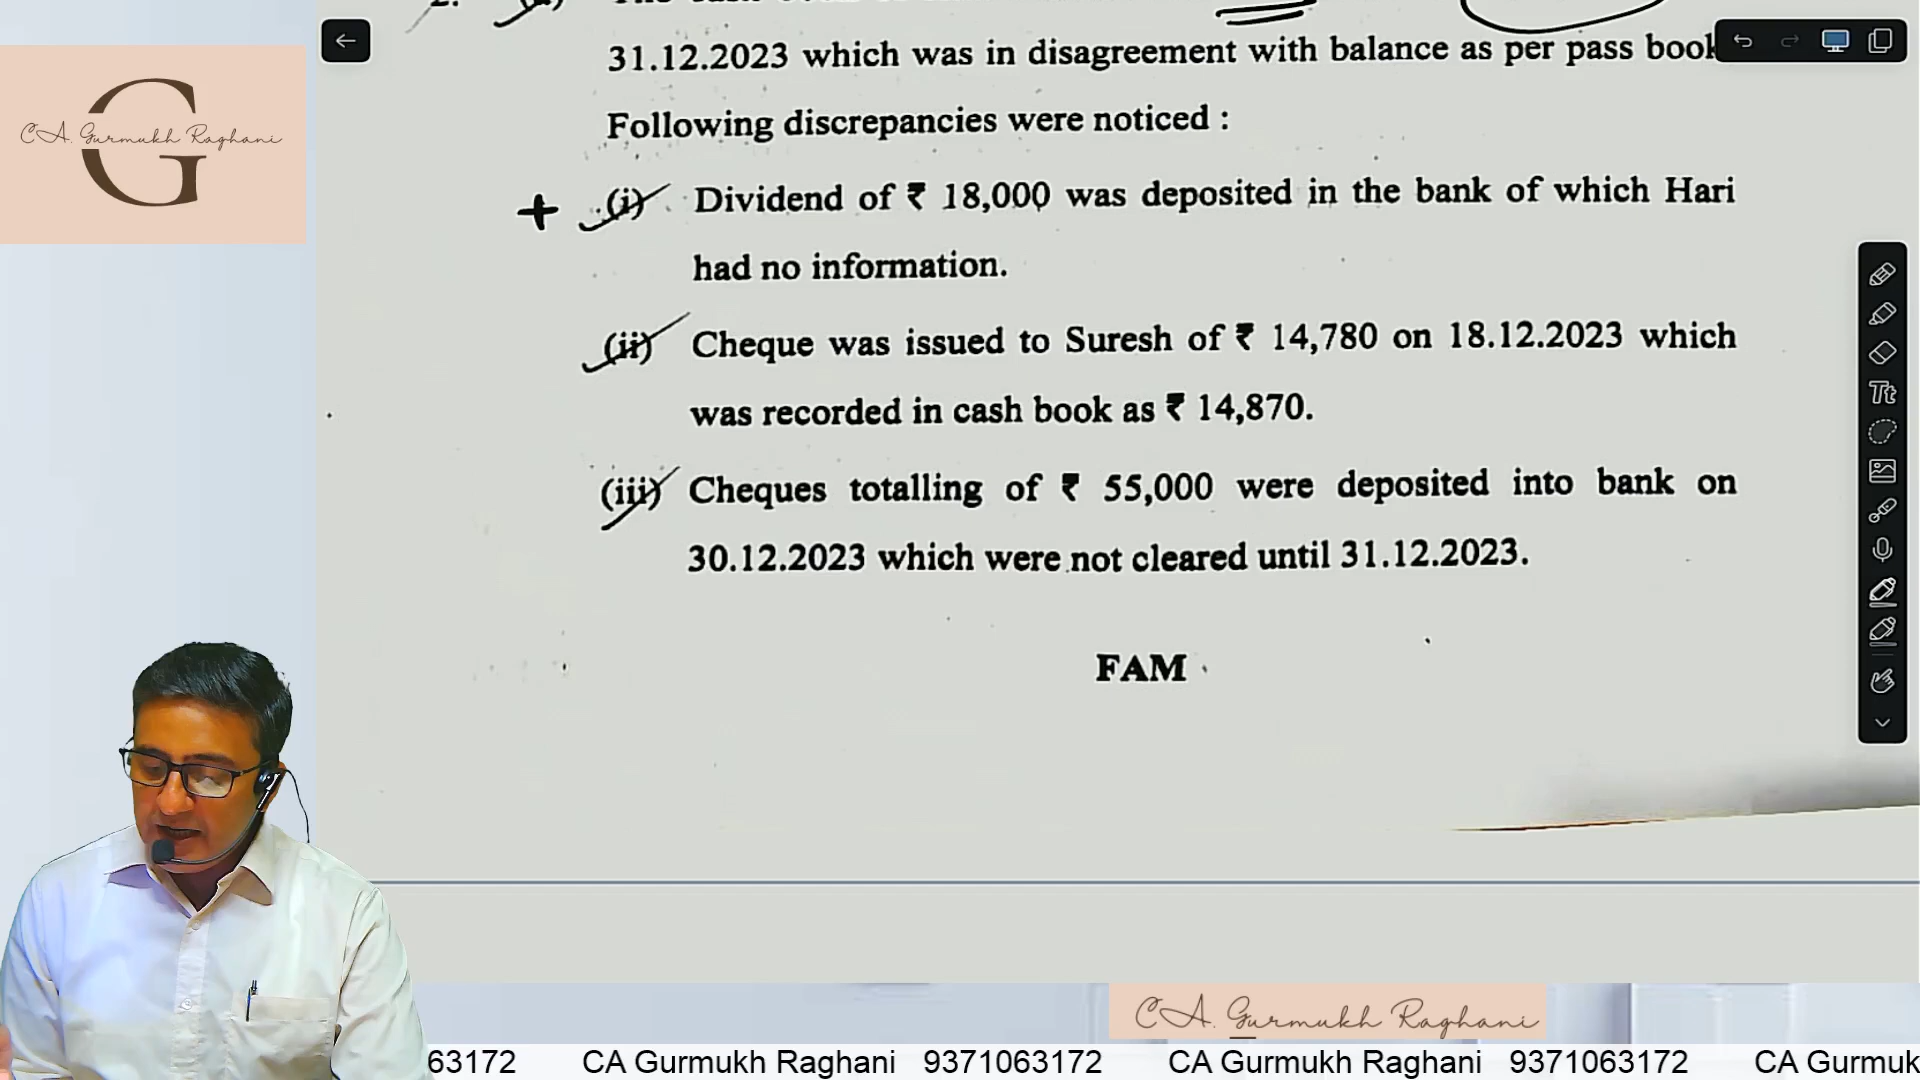 31.12.2023 which was in disagreement with balance as per pass book
Following discrepancies were noticed :
(i) Dividend of ₹ 18,000 was deposited in the bank of which Hari
had no information.
(ii) Cheque was issued to Suresh of ₹ 14,780 on 18.12.2023 which
was recorded in cash book as ₹ 14,870.
(iii) Cheques totalling of ₹ 55,000 were deposited into bank on
30.12.2023 which were not cleared until 31.12.2023.
FAM
+
G
CA. Gurmukh Raghani
Tt
CA. Gurmukh Raghani
63172 CA Gurmukh Raghani 9371063172 CA Gurmukh Raghani 9371063172 CA Gurmuk